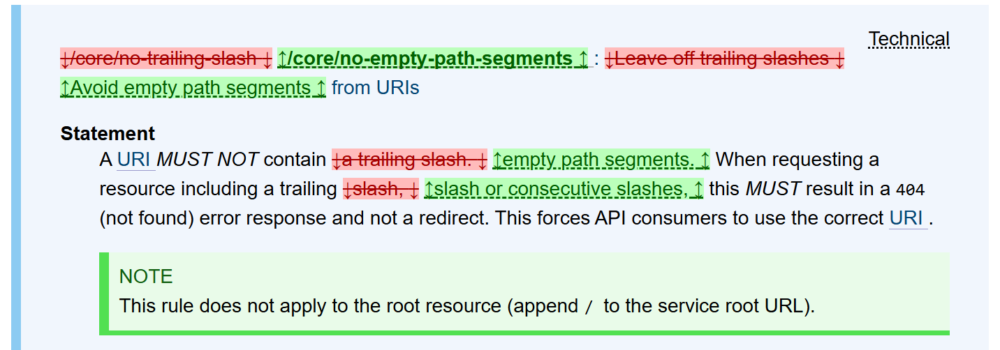 Technical
↓/core/no-trailing-slash ↓ ↕/core/no-empty-path-segments ↕ : ↓Leave off trailing slashes ↓
↕Avoid empty path segments ↕ from URIs
Statement
A URI MUST NOT contain ↓a trailing slash. ↓ ↕empty path segments. ↕ When requesting a
resource including a trailing ↓slash, ↓ ↕slash or consecutive slashes, ↕ this MUST result in a 404
(not found) error response and not a redirect. This forces API consumers to use the correct URI .
NOTE
This rule does not apply to the root resource (append / to the service root URL).